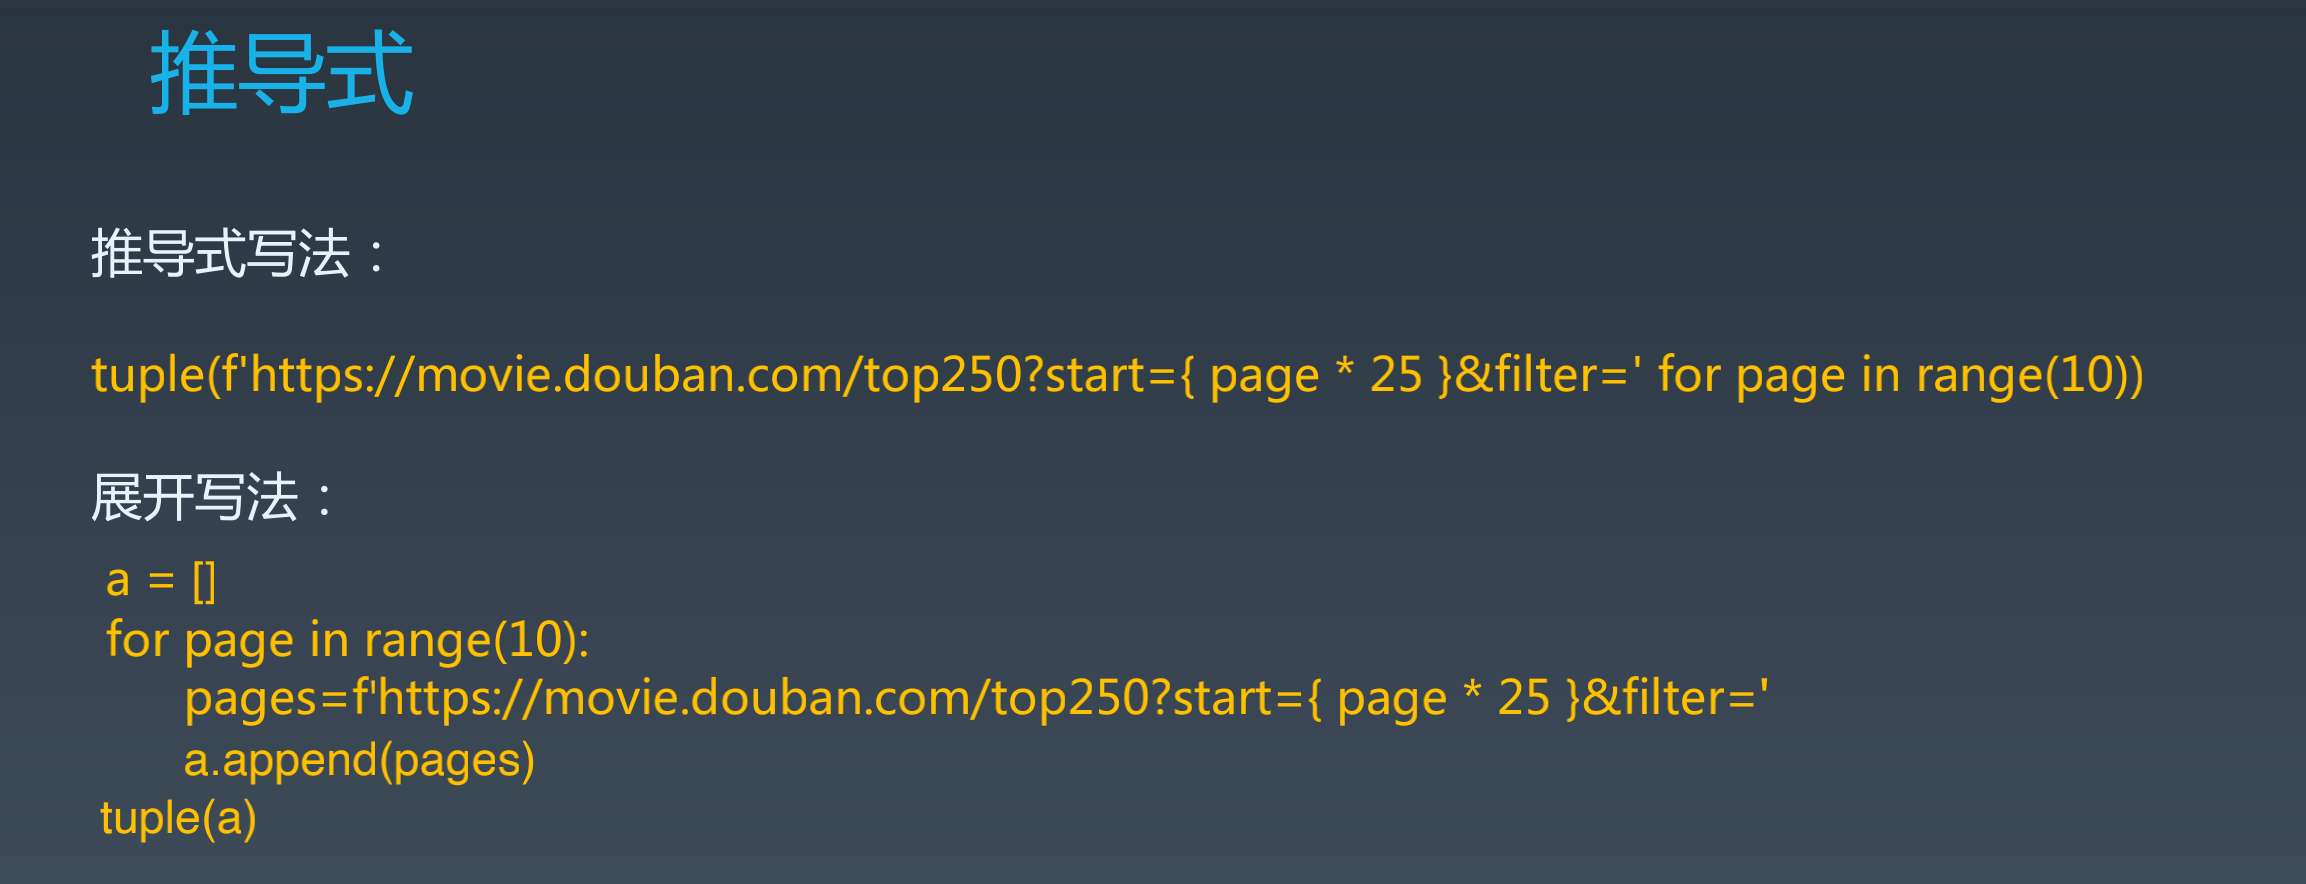 推导式
推导式写法：
tuple(f'https://movie.douban.com/top250?start={ page * 25 }&filter=' for page in range(10))
展开写法：
a = []
for page in range(10):
pages=f'https://movie.douban.com/top250?start={ page * 25 }&filter='
a.append(pages)
tuple(a)